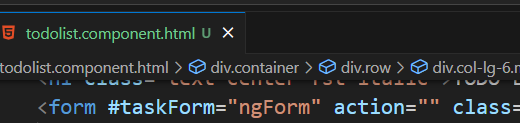 todolist.component.html U ×
todolist.component.html > div.container > div.row > div.col-lg-6.
<form #taskForm="ngForm" action="" class=